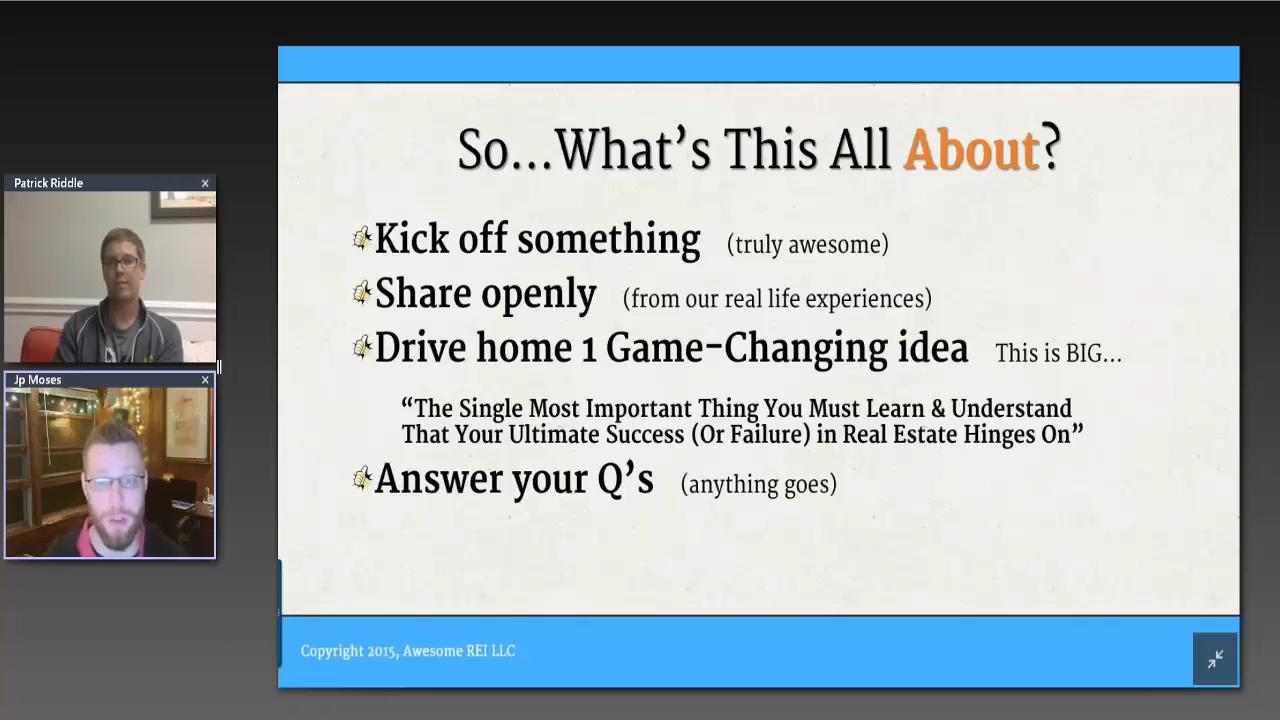 Patrick Riddle
Jp Moses
So...What's This All About?
Kick off something (truly awesome)
Share openly (from our real life experiences)
Drive home 1 Game-Changing idea This is BIG...
“The Single Most Important Thing You Must Learn & Understand
That Your Ultimate Success (Or Failure) in Real Estate Hinges On”
Answer your Q's (anything goes)
Copyright 2015, Awesome REI LLC